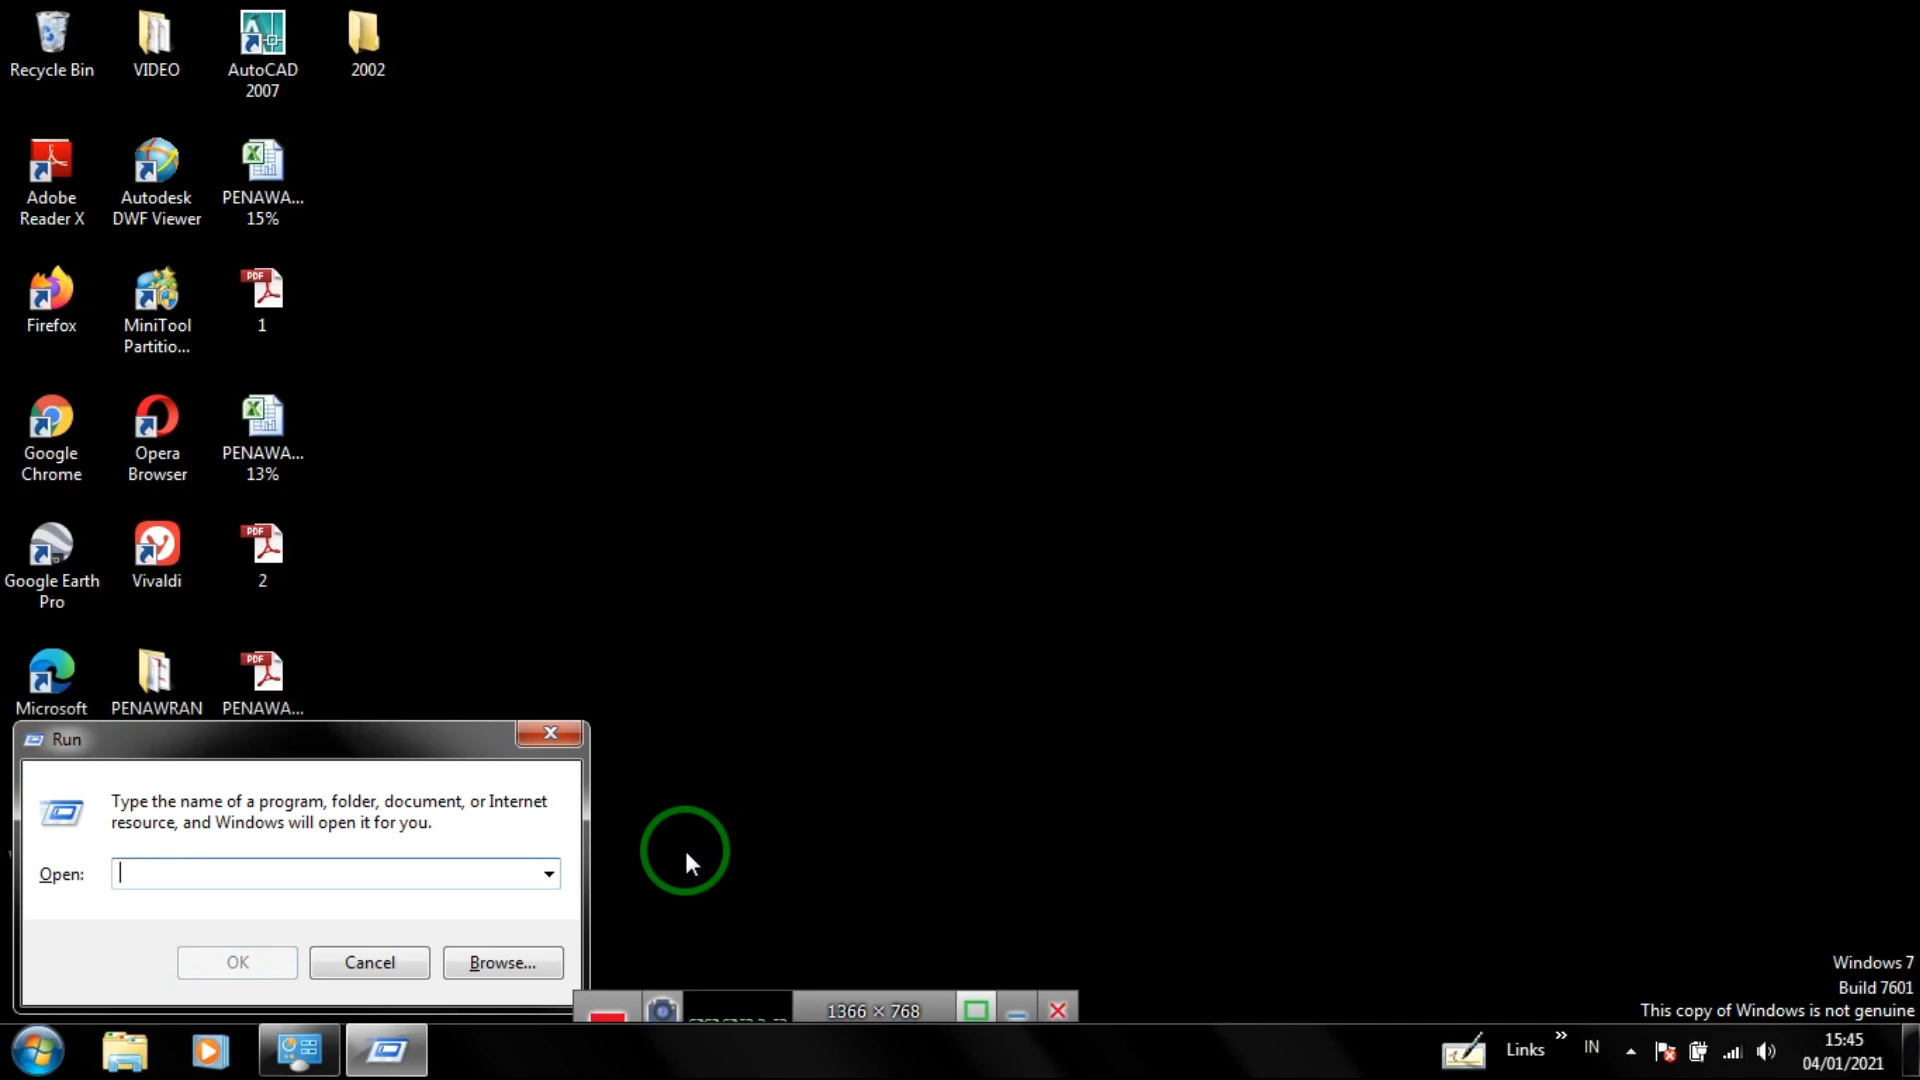 Recycle Bin
VIDEO
AutoCAD
2007
2002
Adobe
Reader X
Autodesk
DWF Viewer
PENAWA...
15%
Firefox
MiniTool
Partitio...
1
Google
Chrome
Opera
Browser
PENAWA...
13%
Google Earth
Pro
Vivaldi
2
Microsoft
PENAWRAN
PENAWA...
Run
Type the name of a program, folder, document, or Internet
resource, and Windows will open it for you.
Open:
OK
Cancel
Browse...
1366 × 768
Windows 7
Build 7601
This copy of Windows is not genuine
Links
IN
15:45
04/01/2021